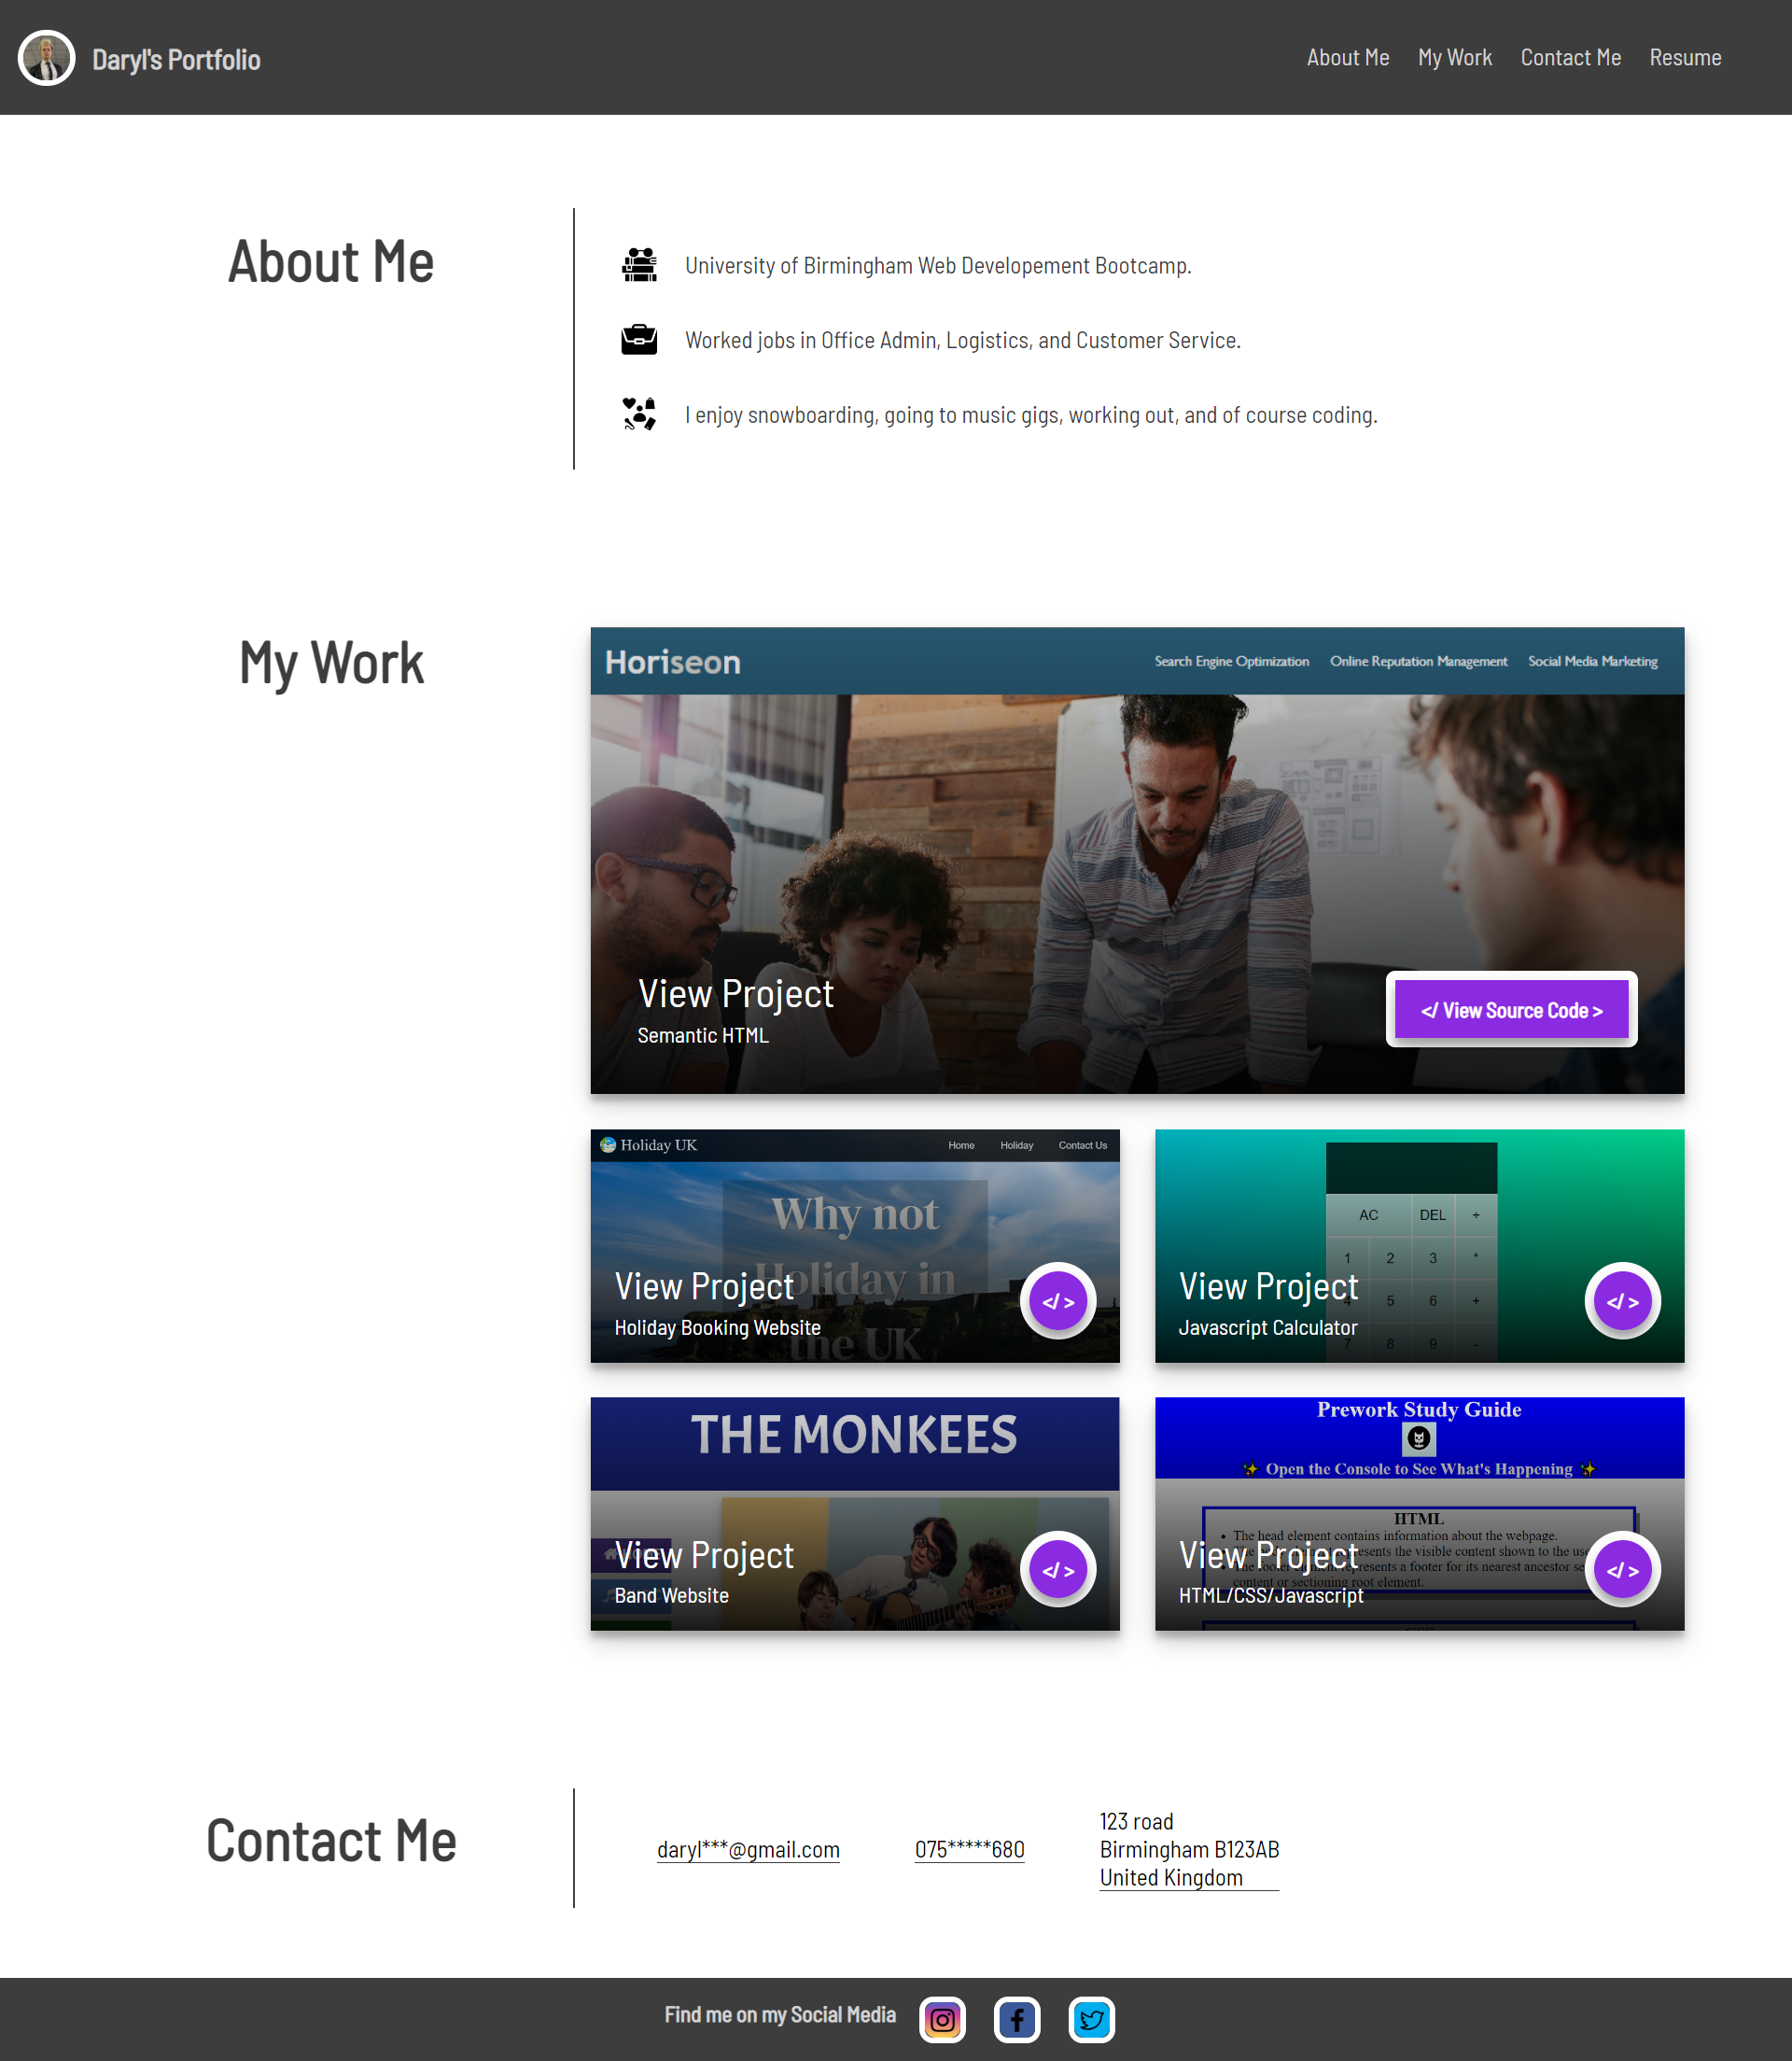 Daryl's Portfolio
About Me
My Work
Contact Me
Resume
About Me
University of Birmingham Web Developement Bootcamp.
Worked jobs in Office Admin, Logistics, and Customer Service.
I enjoy snowboarding, going to music gigs, working out, and of course coding.
My Work
Horiseon
Search Engine Optimization
Online Reputation Management
Social Media Marketing
View Project
Semantic HTML
</ View Source Code >
Holiday UK
Home
Holiday
Contact Us
Why not
Holiday in
the UK
View Project
Holiday Booking Website
</ >
AC DEL ÷
1 2 3 *
4 5 6 +
7 8 9 -
View Project
Javascript Calculator
</ >
THE MONKEES
View Project
Band Website
</ >
Prework Study Guide
✨ Open the Console to See What's Happening ✨
HTML
• The head element contains information about the webpage.
represents the visible content shown to the
represents a footer for its nearest ancestor
content or sectioning root element.
View Project
HTML/CSS/Javascript
</ >
Contact Me
daryl***@gmail.com
075*****680
123 road
Birmingham B123AB
United Kingdom
Find me on my Social Media